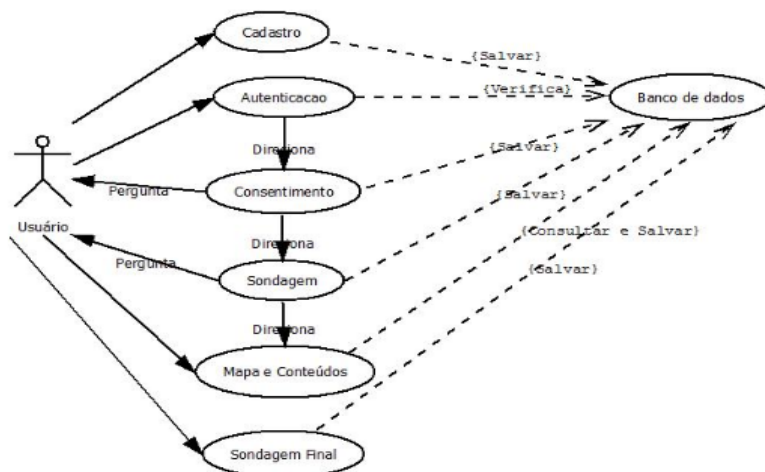 Cadastro
{Salvar}
Autenticacao
{Verifica}
Banco de dados
Direciona
{Salvar}
Pergunta
Consentimento
{Salvar}
Usuário
{Consultar e Salvar}
Direciona
Pergunta
{Salvar}
Sondagem
Direciona
Mapa e Conteúdos
Sondagem Final